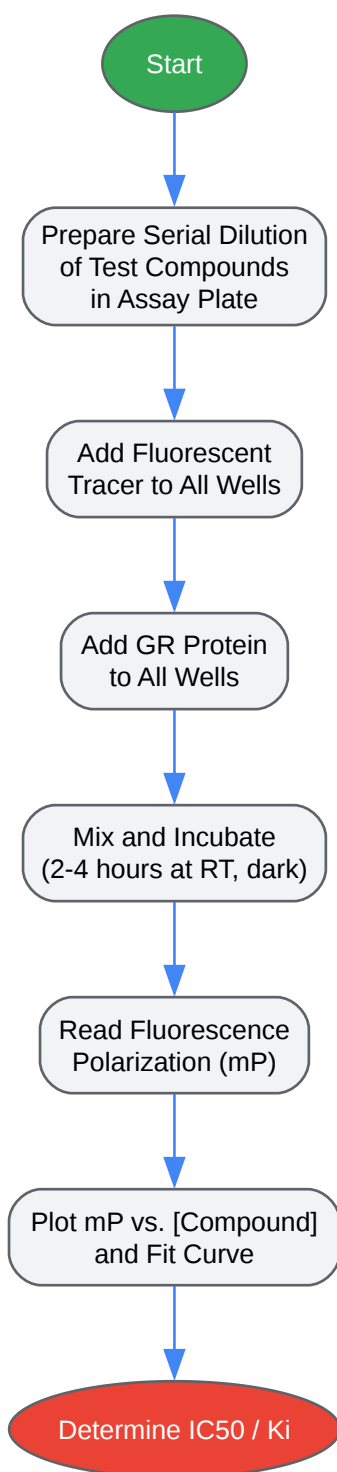 Start
Prepare Serial Dilution
of Test Compounds
in Assay Plate
Add Fluorescent
Tracer to All Wells
Add GR Protein
to All Wells
Mix and Incubate
(2-4 hours at RT, dark)
Read Fluorescence
Polarization (mP)
Plot mP vs. [Compound]
and Fit Curve
Determine IC50 / Ki